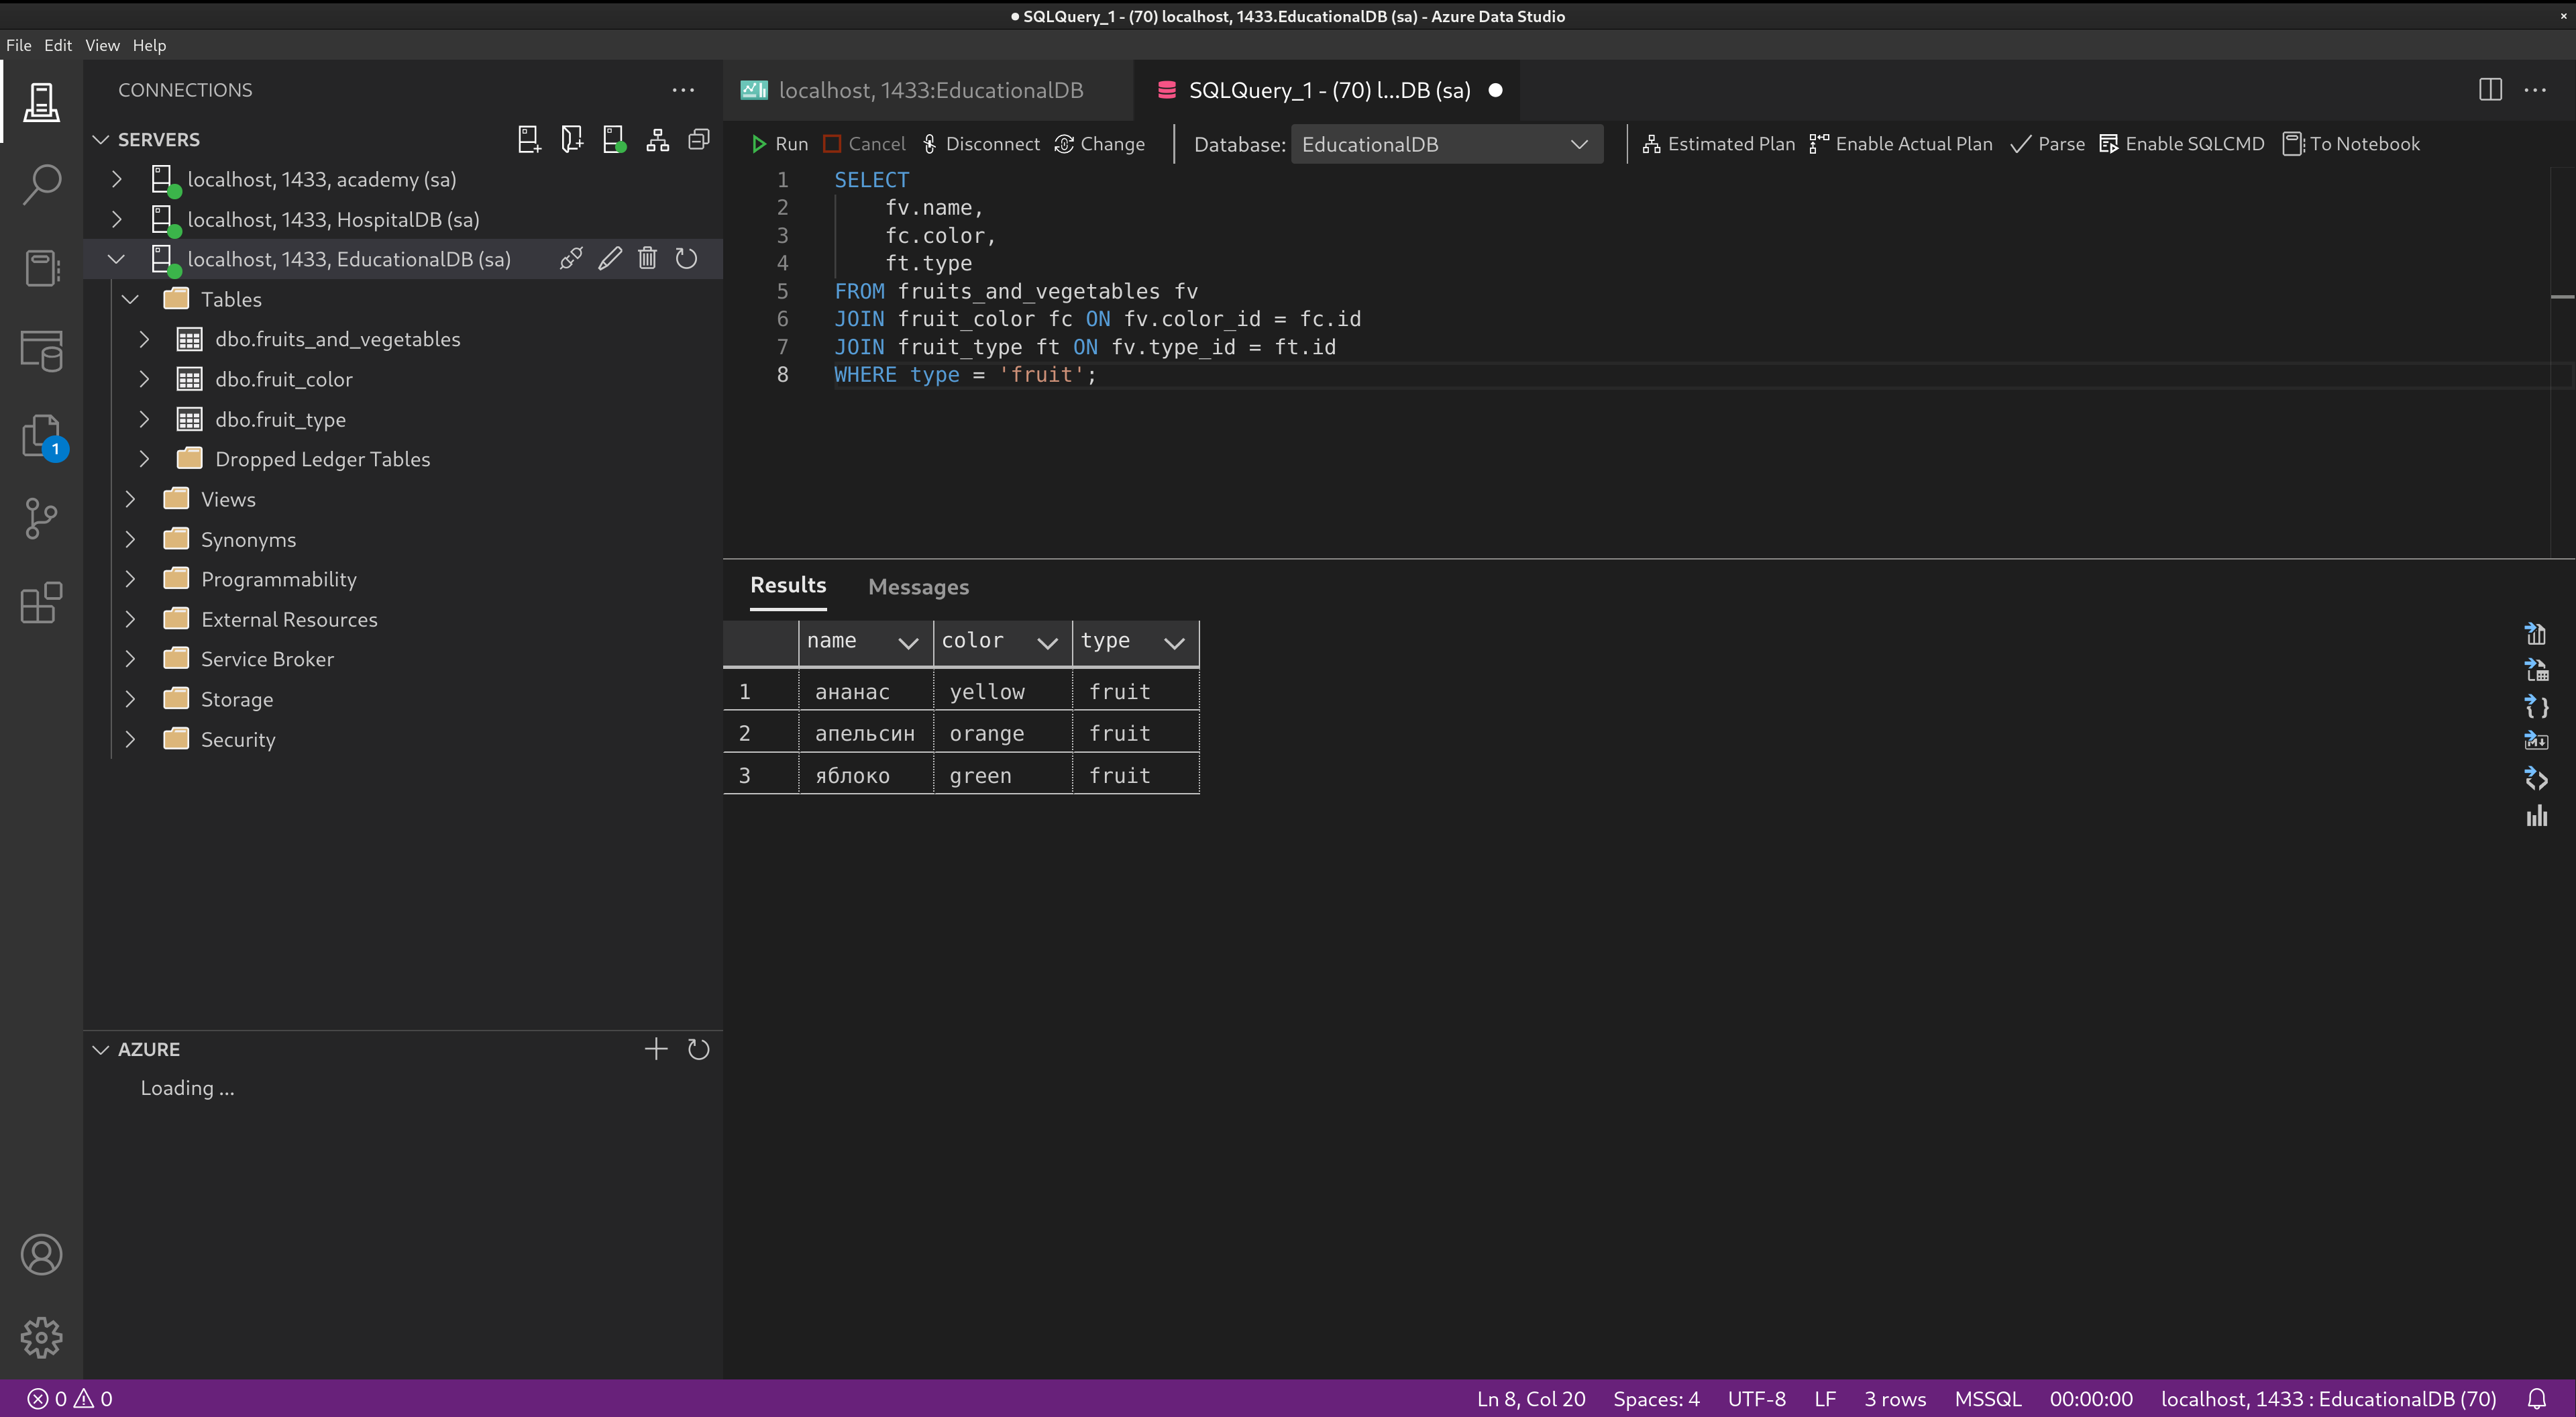 SQLQuery_1 - (70) localhost, 1433.EducationalDB (sa) - Azure Data Studio
File Edit View Help
CONNECTIONS
SERVERS
localhost, 1433, academy (sa)
localhost, 1433, HospitalDB (sa)
localhost, 1433, EducationalDB (sa)
Tables
dbo.fruits_and_vegetables
dbo.fruit_color
dbo.fruit_type
Dropped Ledger Tables
Views
Synonyms
Programmability
External Resources
Service Broker
Storage
Security
1
AZURE
Loading ...
localhost, 1433:EducationalDB
SQLQuery_1 - (70) l...DB (sa)
Run Cancel Disconnect Change Database: EducationalDB Estimated Plan Enable Actual Plan Parse Enable SQLCMD To Notebook
1 SELECT
2 fv.name,
3 fc.color,
4 ft.type
5 FROM fruits_and_vegetables fv
6 JOIN fruit_color fc ON fv.color_id = fc.id
7 JOIN fruit_type ft ON fv.type_id = ft.id
8 WHERE type = 'fruit';
Results Messages
name color type
1 ананас yellow fruit
2 апельсин orange fruit
3 яблоко green fruit
0 0 Ln 8, Col 20 Spaces: 4 UTF-8 LF 3 rows MSSQL 00:00:00 localhost, 1433 : EducationalDB (70)